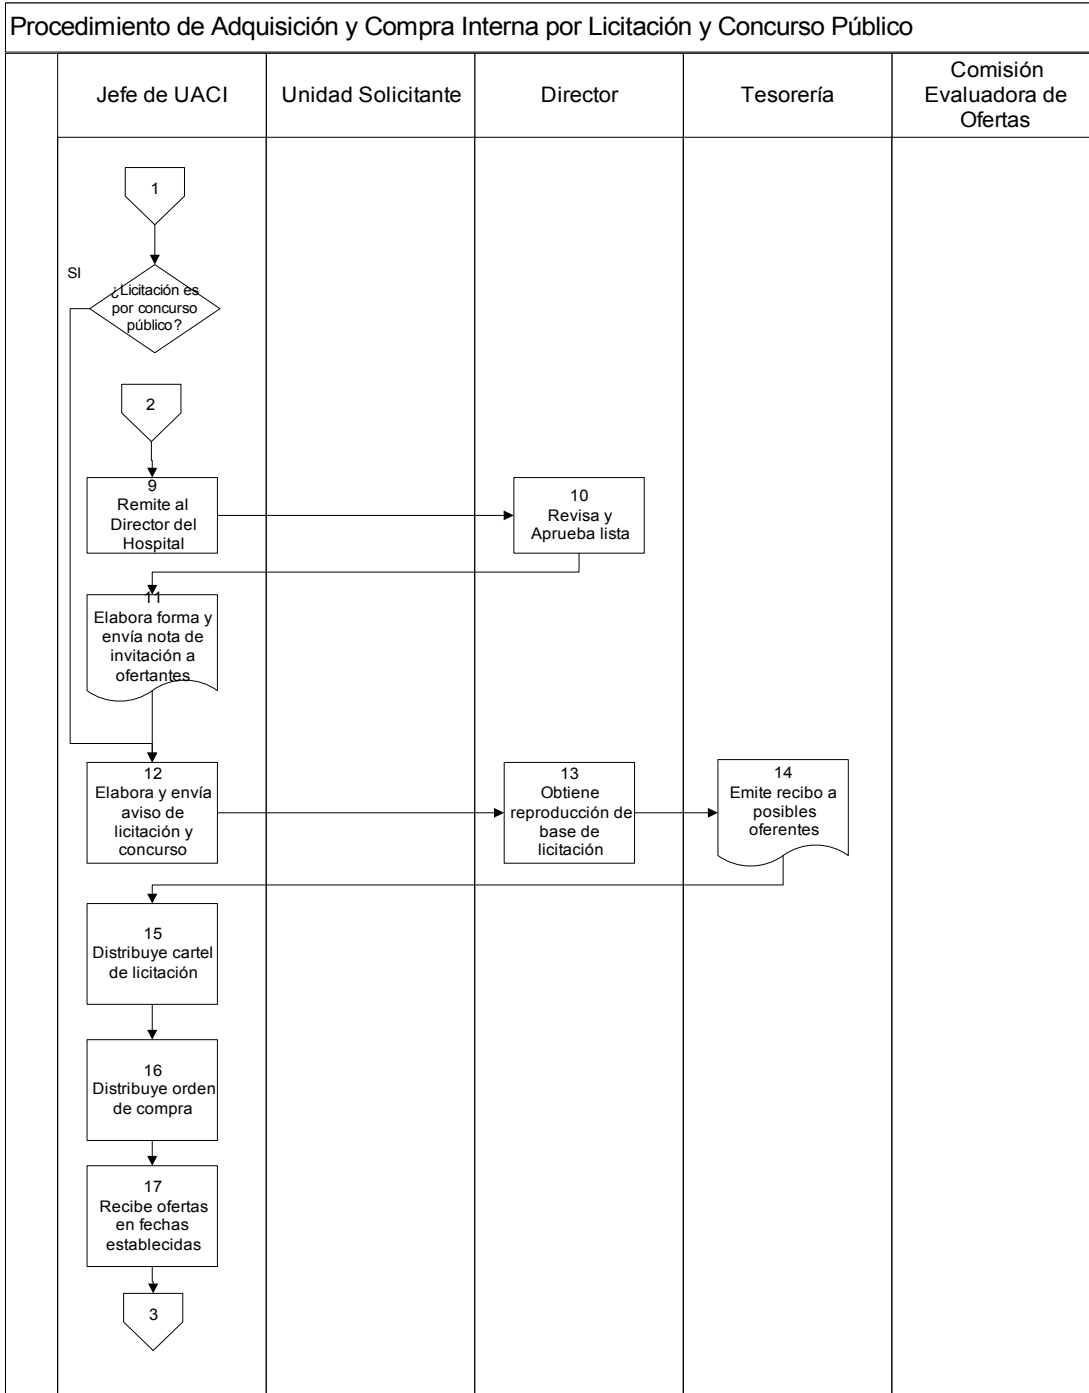 Procedimiento de Adquisición y Compra Interna por Licitación y Concurso Público
Jefe de UACI
Unidad Solicitante
Director
Tesorería
Comisión
Evaluadora de
Ofertas
1
SI
¿Licitación es
por concurso
público?
2
9
Remite al
Director del
Hospital
10
Revisa y
Aprueba lista
11
Elabora forma y
envía nota de
invitación a
ofertantes
12
Elabora y envía
aviso de
licitación y
concurso
13
Obtiene
reproducción de
base de
licitación
14
Emite recibo a
posibles
oferentes
15
Distribuye cartel
de licitación
16
Distribuye orden
de compra
17
Recibe ofertas
en fechas
establecidas
3